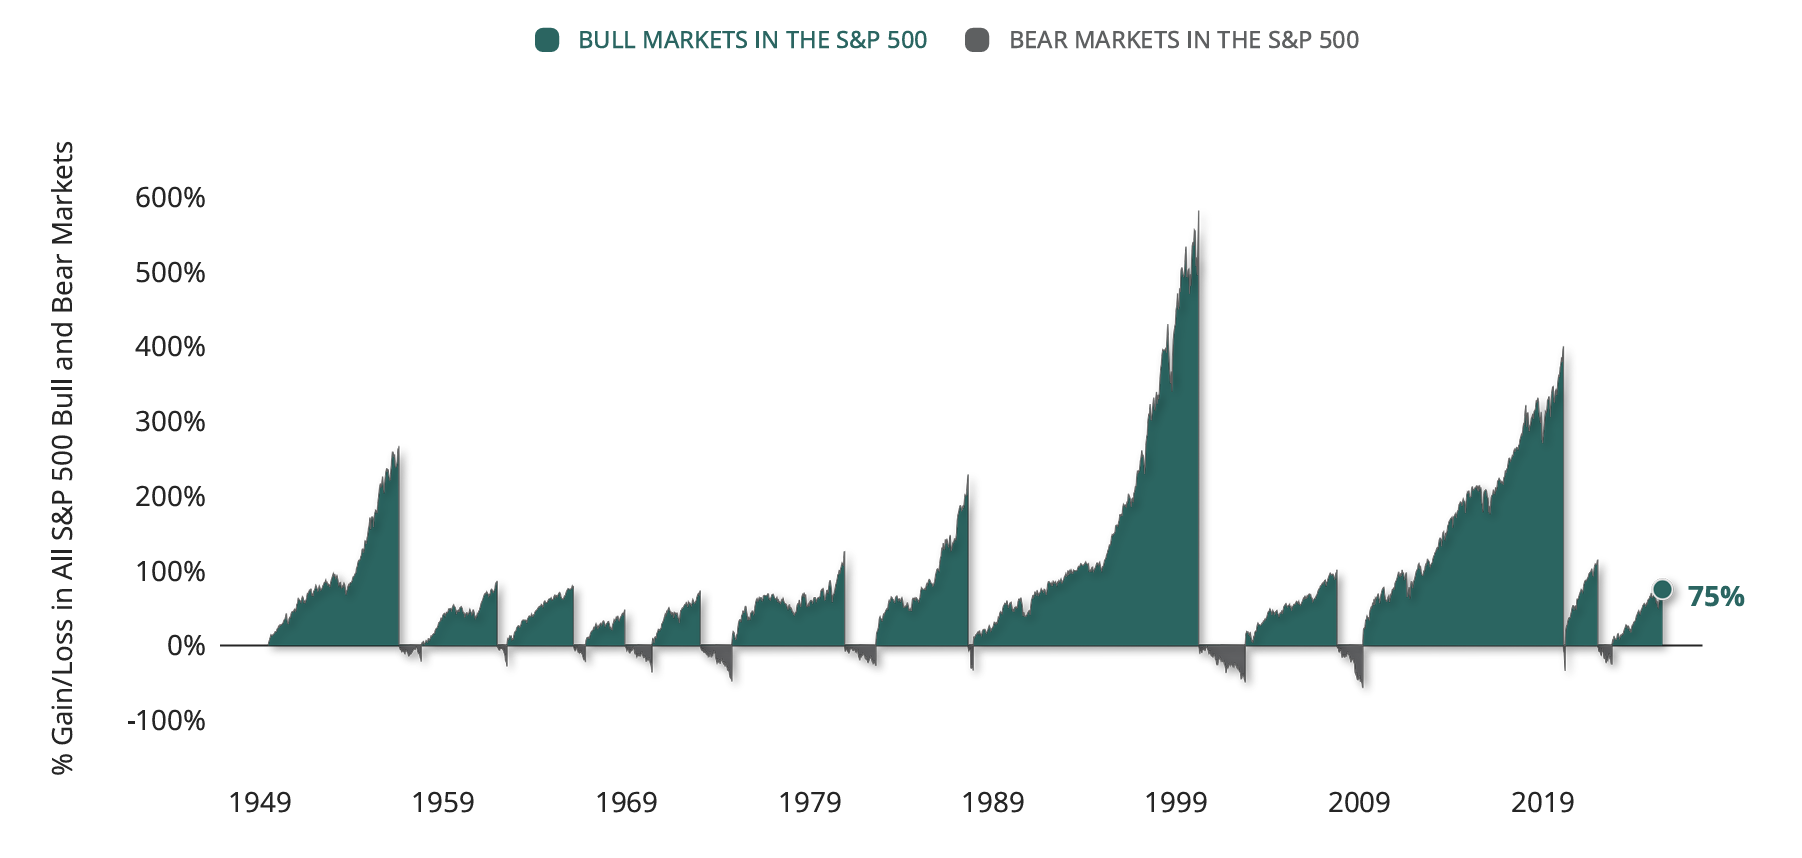 BULL MARKETS IN THE S&P 500
BEAR MARKETS IN THE S&P 500
% Gain/Loss in All S&P 500 Bull and Bear Markets
600%
500%
400%
300%
200%
100%
0%
-100%
75%
1949 1959 1969 1979 1989 1999 2009 2019